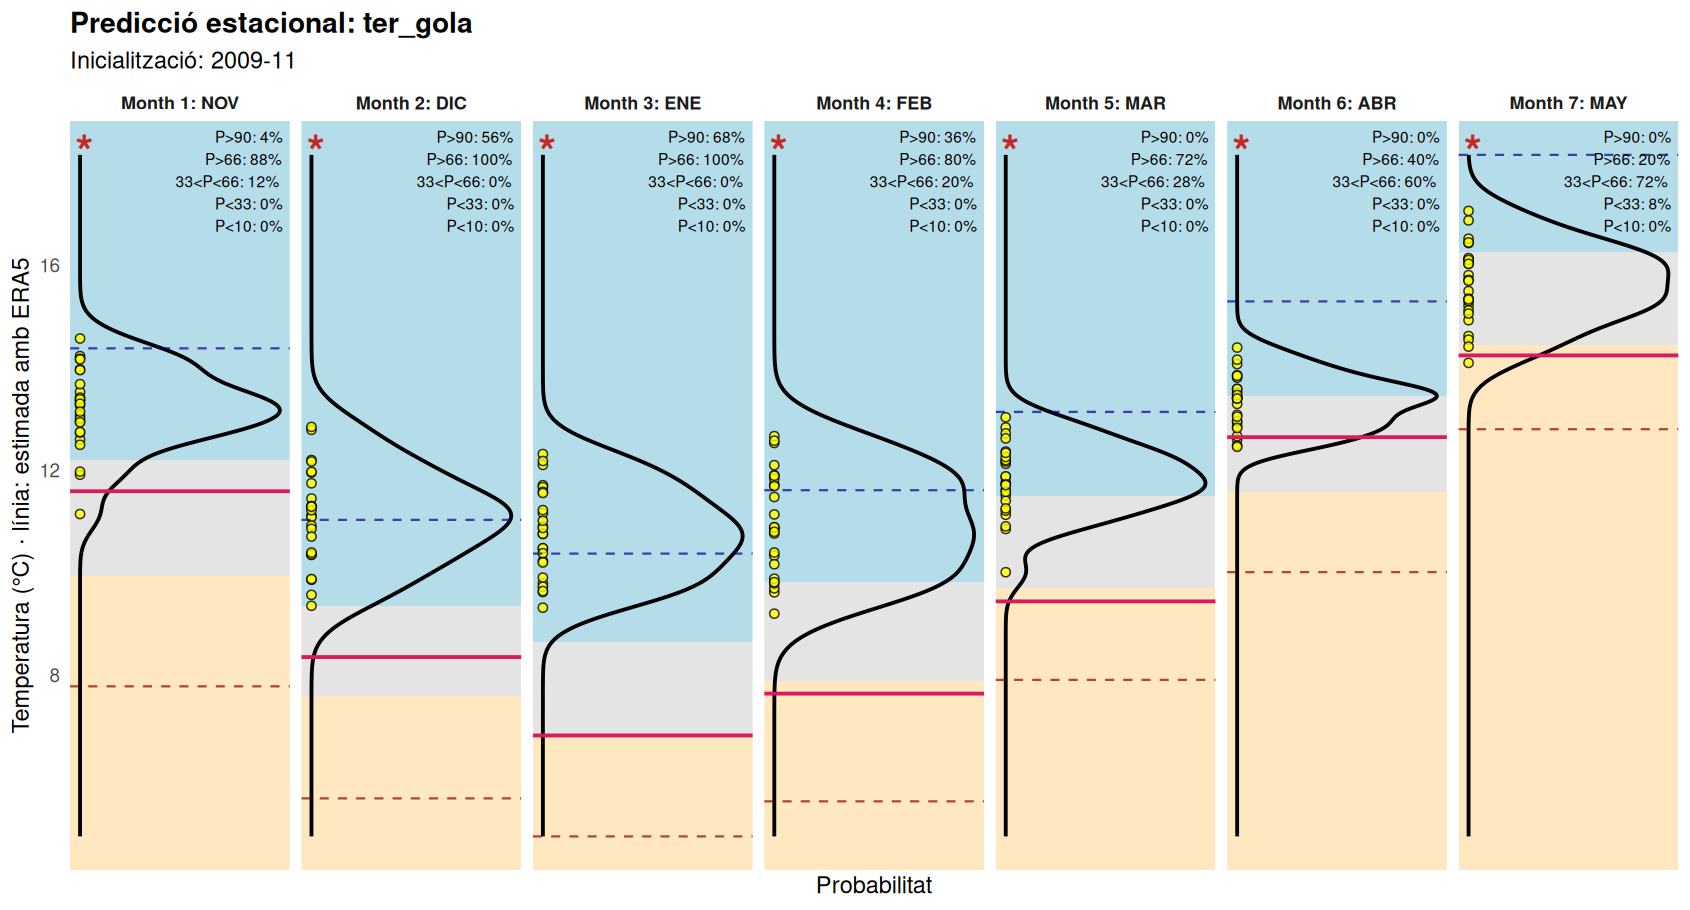 Predicció estacional: ter_gola
Inicialització: 2009-11
Month 1: NOV
Month 2: DIC
Month 3: ENE
Month 4: FEB
Month 5: MAR
Month 6: ABR
Month 7: MAY
*
P>90: 4%
P>66: 88%
33<P<66: 12%
P<33: 0%
P<10: 0%
*
P>90: 56%
P>66: 100%
33<P<66: 0%
P<33: 0%
P<10: 0%
*
P>90: 68%
P>66: 100%
33<P<66: 0%
P<33: 0%
P<10: 0%
*
P>90: 36%
P>66: 80%
33<P<66: 20%
P<33: 0%
P<10: 0%
*
P>90: 0%
P>66: 72%
33<P<66: 28%
P<33: 0%
P<10: 0%
*
P>90: 0%
P>66: 40%
33<P<66: 60%
P<33: 0%
P<10: 0%
*
P>90: 0%
P>66: 20%
33<P<66: 72%
P<33: 8%
P<10: 0%
16
12
8
Temperatura (°C) · línia: estimada amb ERA5
Probabilitat